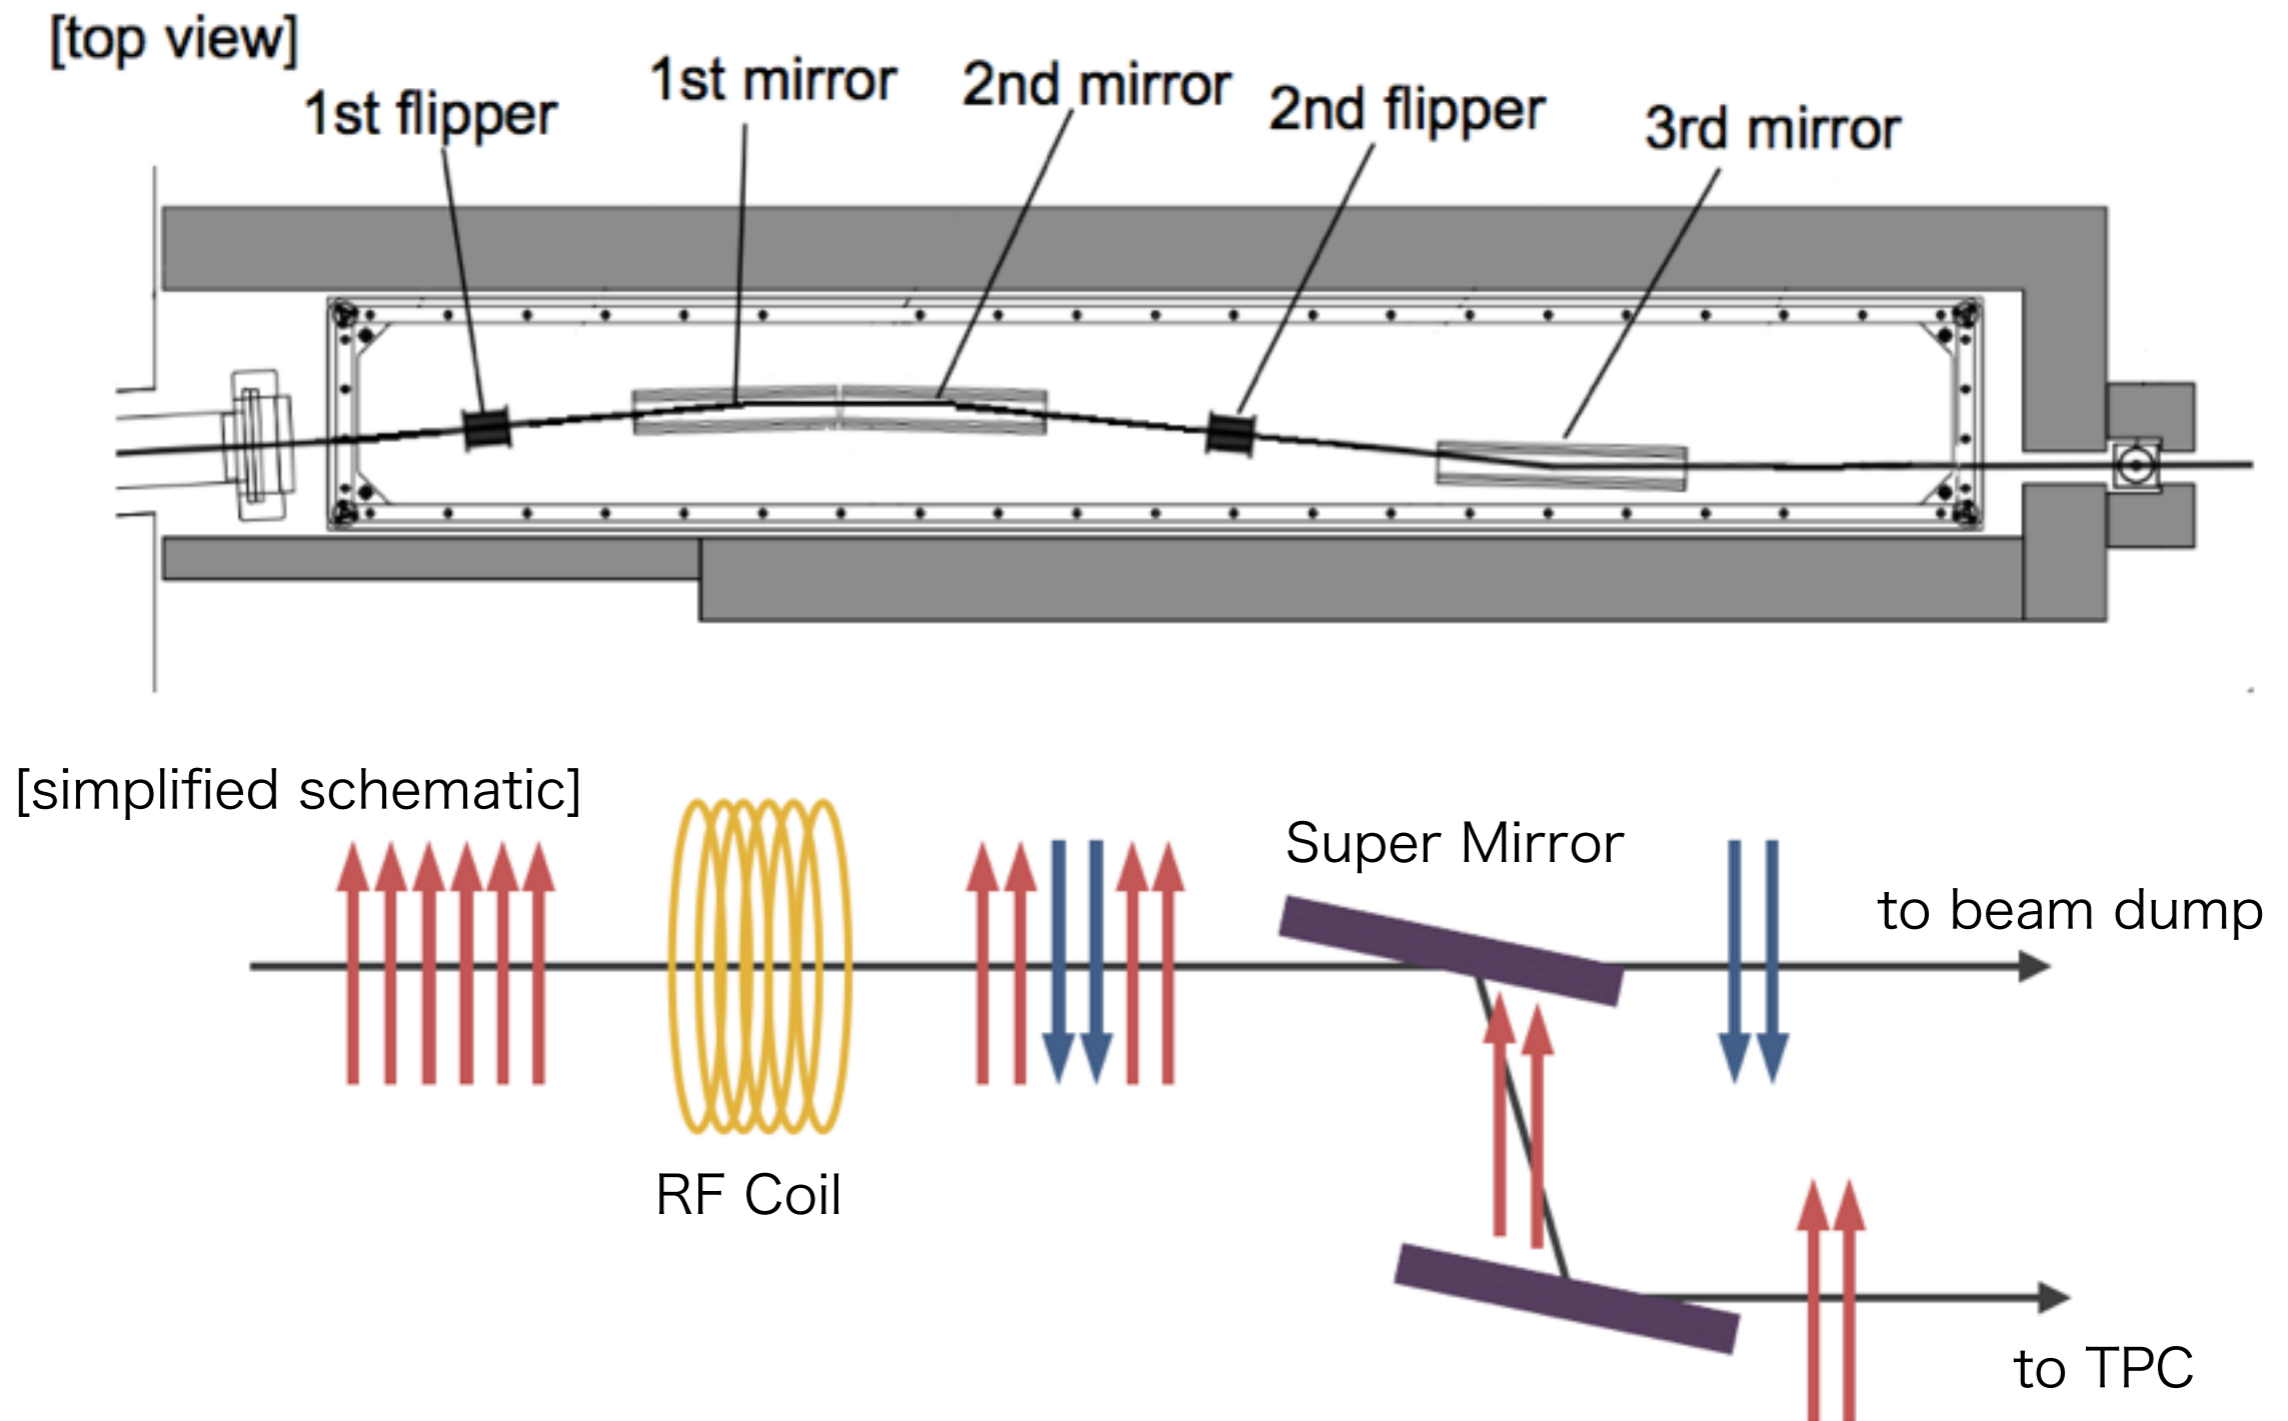 [top view]
1st flipper
1st mirror
2nd mirror
2nd flipper
3rd mirror
[simplified schematic]
Super Mirror
to beam dump
RF Coil
to TPC